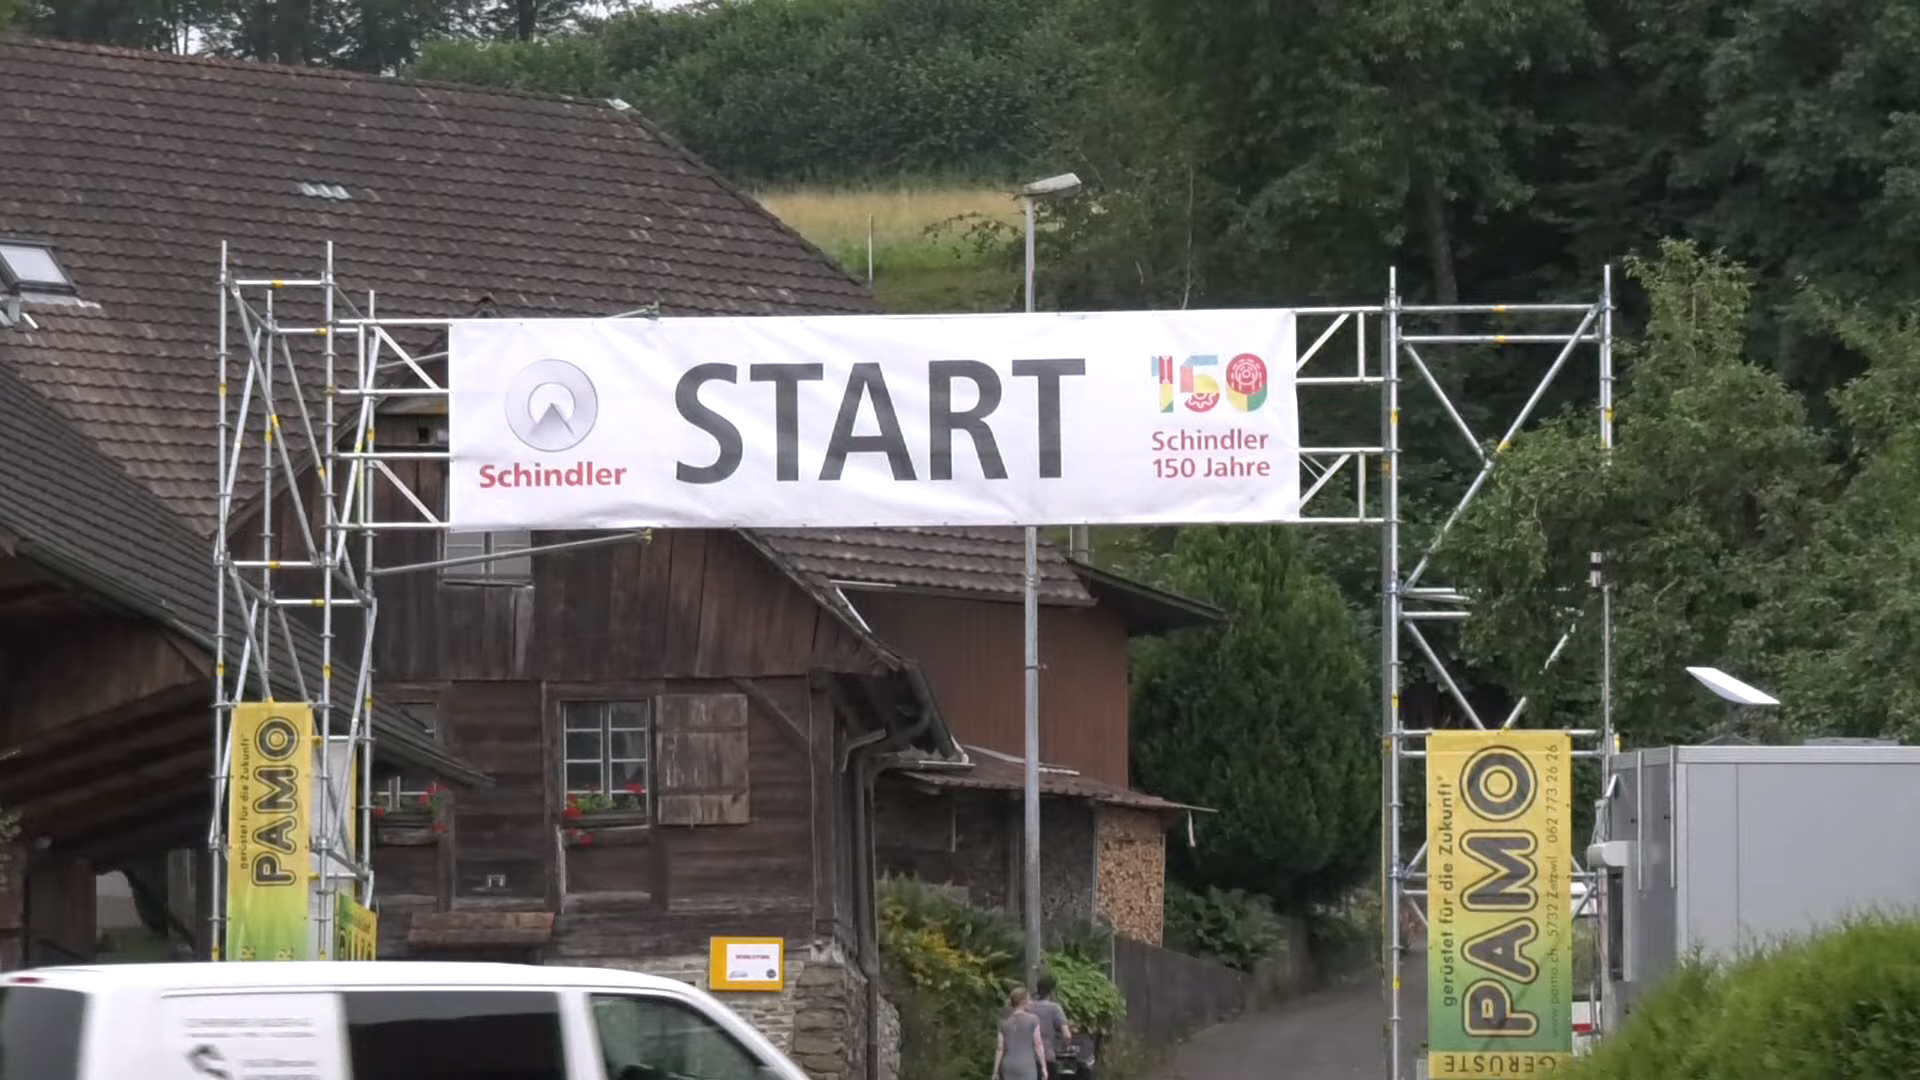 Schindler
START
150
Schindler
150 Jahre
gerüstet für die Zukunft
PAMO
gerüstet für die Zukunft
PAMO
www.pamo.ch 5732 Zetzwil 062 773 26 26
GERÜSTE